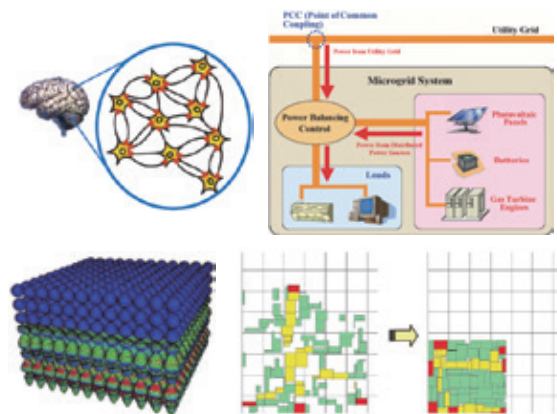 PCC (Point of Common
Coupling)
Utility Grid
Power from Utility Grid
Microgrid System
Power Balancing
Control
Photovoltaic
Panels
Power from Distributed
Power Sources
Batteries
Loads
Gas Turbine
Engines